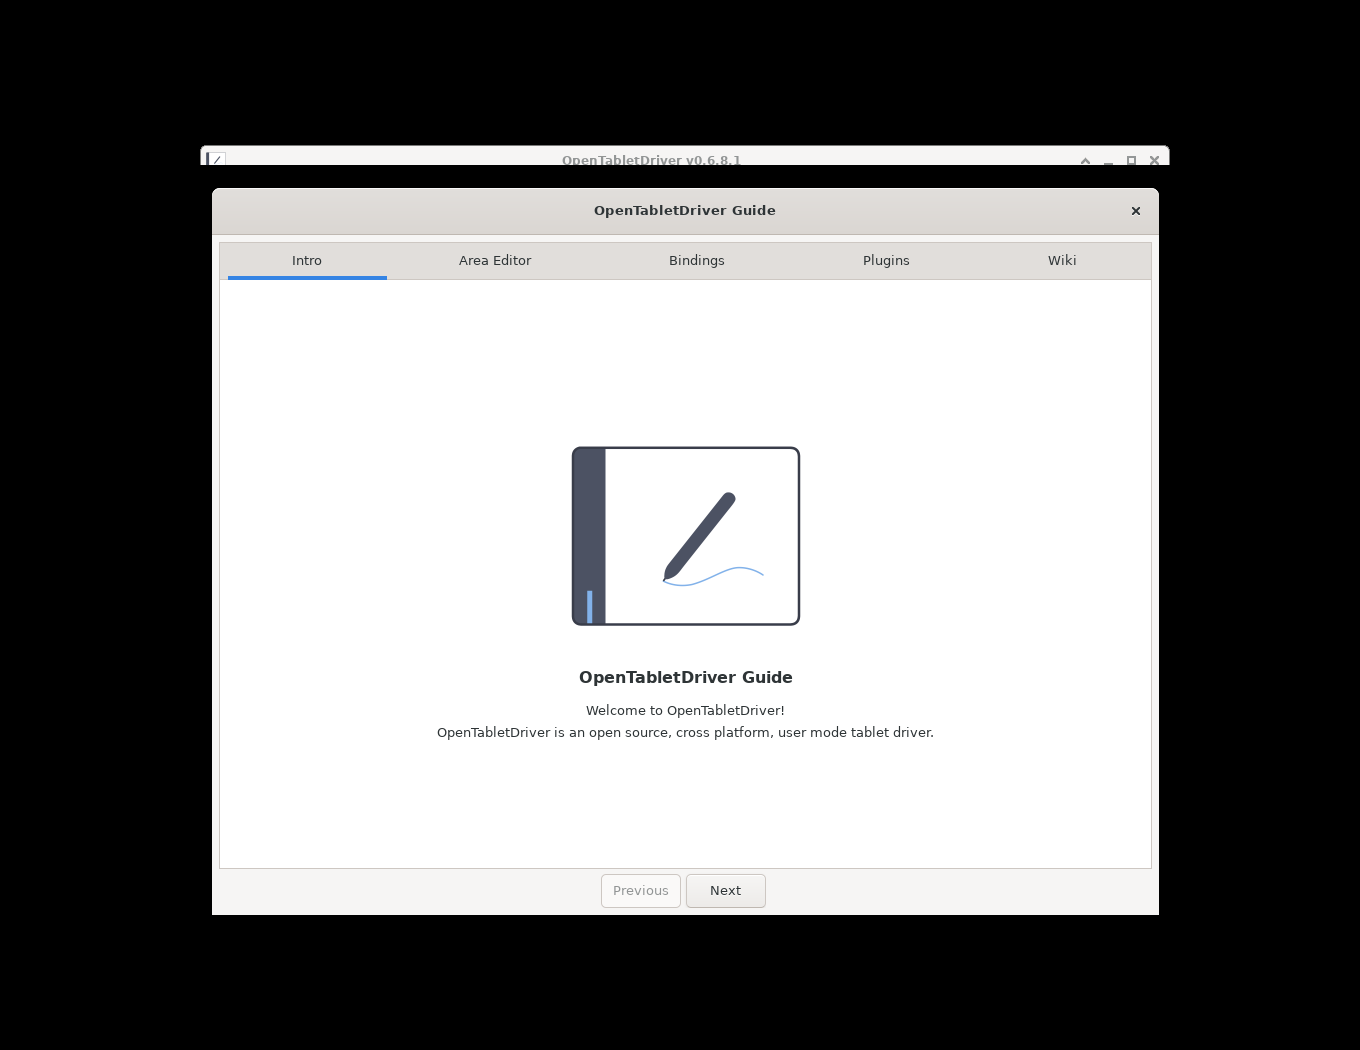 OpenTabletDriver v0.6.8.1
OpenTabletDriver Guide
Intro
Area Editor
Bindings
Plugins
Wiki
OpenTabletDriver Guide
Welcome to OpenTabletDriver!
OpenTabletDriver is an open source, cross platform, user mode tablet driver.
Previous
Next